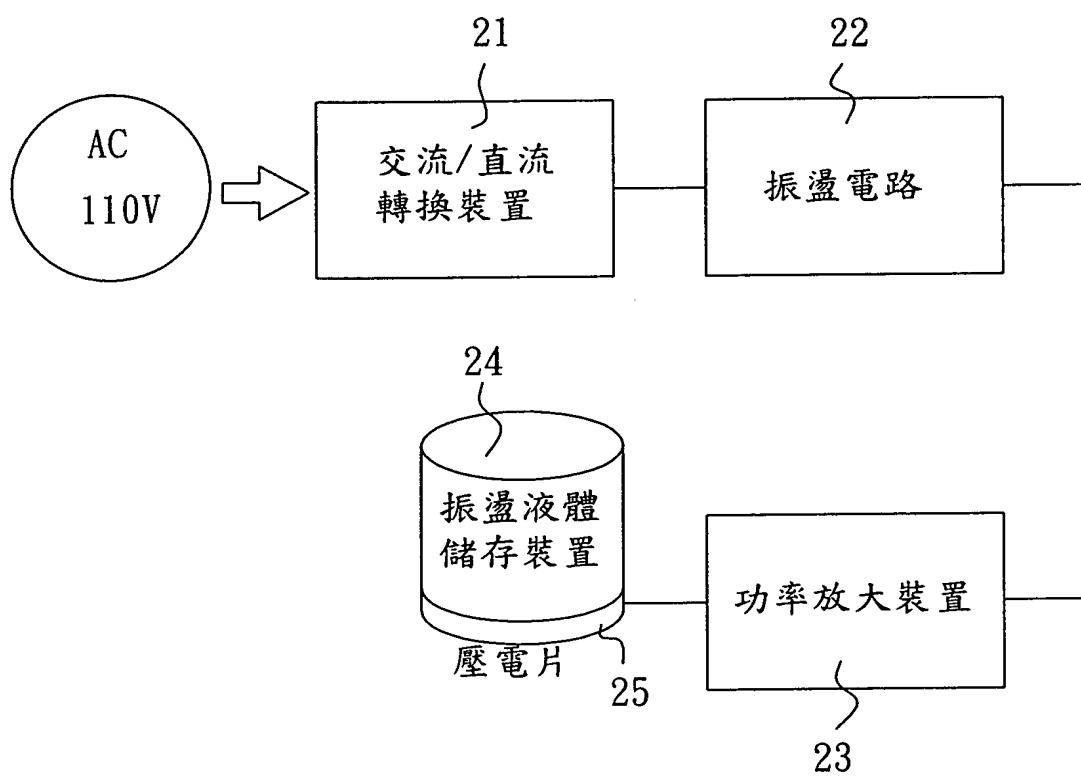 21
22
AC
110V
交流/直流
轉換裝置
振盪電路
24
振盪液體
儲存裝置
功率放大裝置
壓電片
25
23